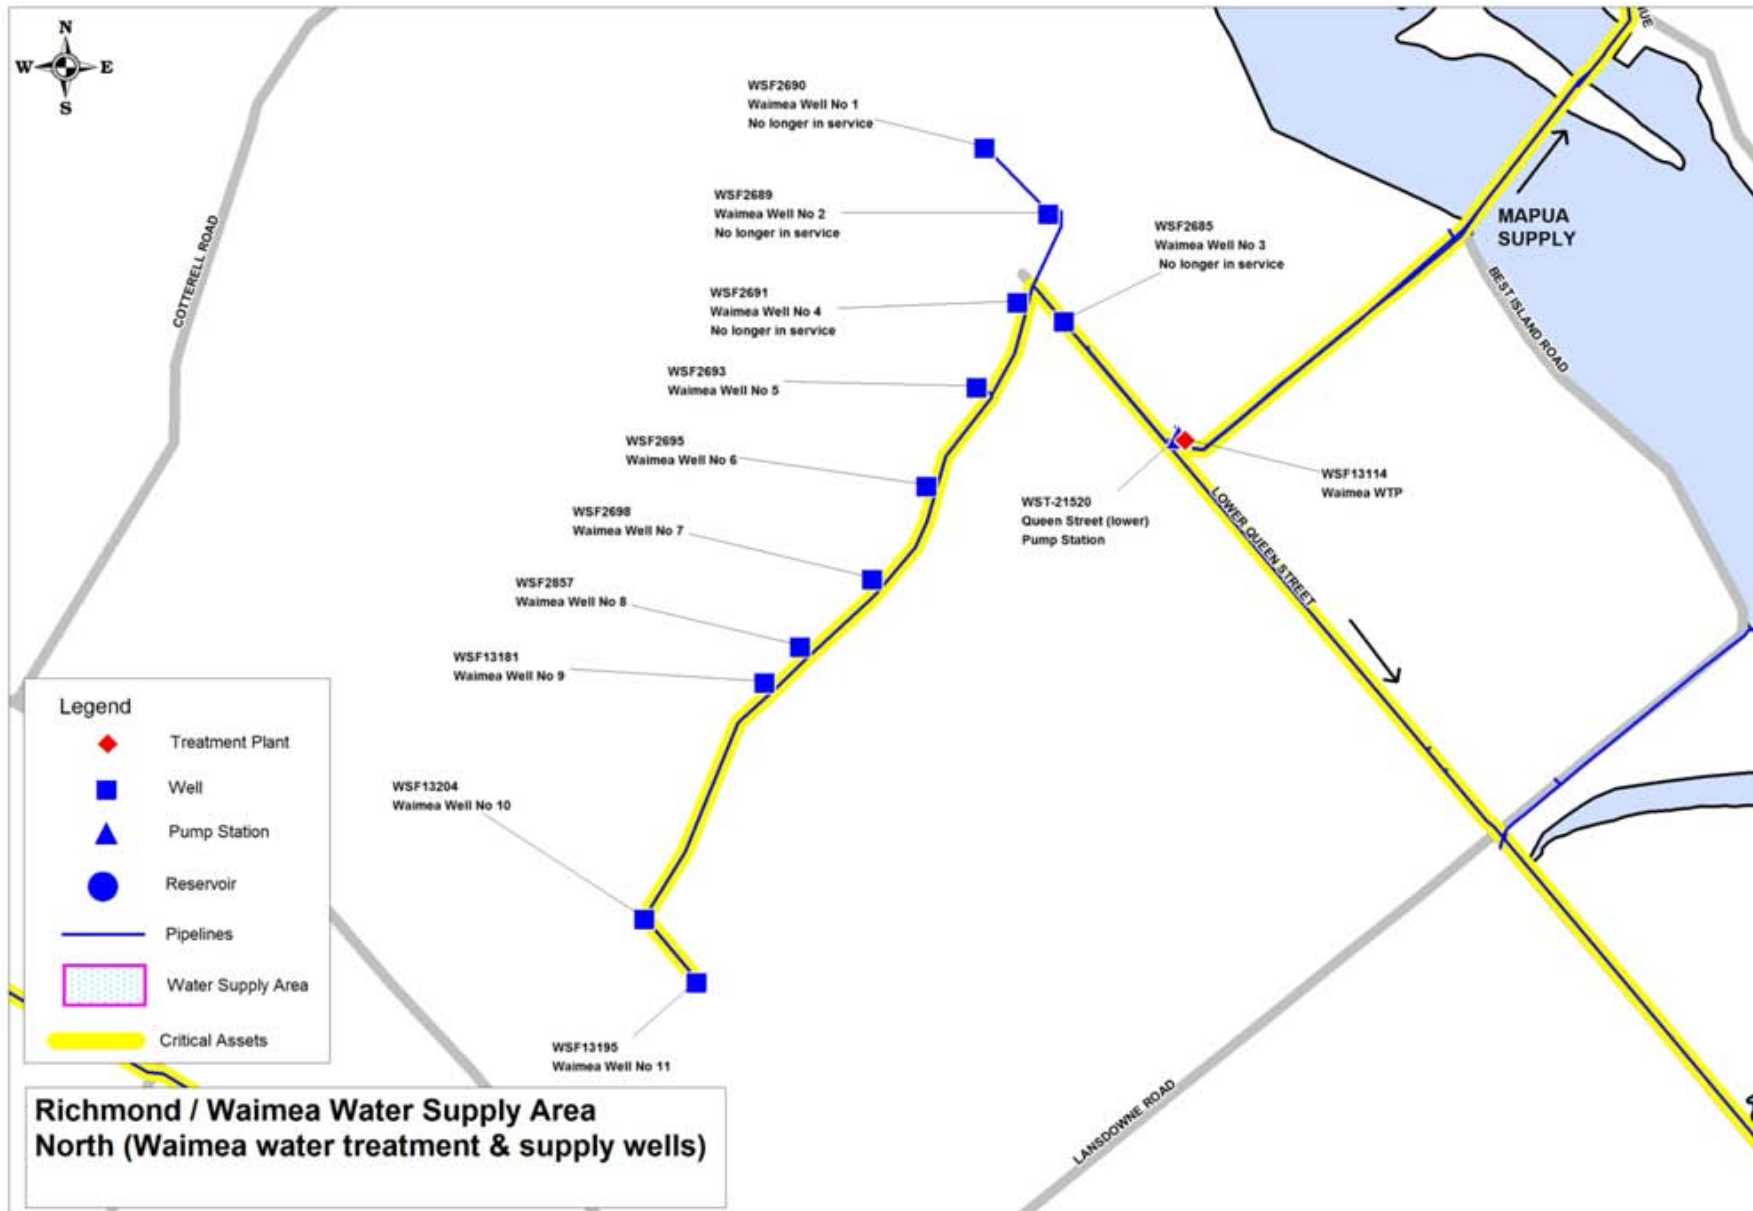 N
W E
S
WSF2690
Waimea Well No 1
No longer in service
WSF2689
Waimea Well No 2
No longer in service
WSF2685
Waimea Well No 3
No longer in service
MAPUA
SUPPLY
COTTERELL ROAD
BEST ISLAND ROAD
WSF2691
Waimea Well No 4
No longer in service
WSF2693
Waimea Well No 5
WSF2695
Waimea Well No 6
WSF13114
Waimea WTP
WST-21520
Queen Street (lower)
Pump Station
LOWER QUEEN STREET
WSF2698
Waimea Well No 7
WSF2857
Waimea Well No 8
WSF13181
Waimea Well No 9
WSF13204
Waimea Well No 10
WSF13195
Waimea Well No 11
LANSDOWNE ROAD
Legend
Treatment Plant
Well
Pump Station
Reservoir
Pipelines
Water Supply Area
Critical Assets
Richmond / Waimea Water Supply Area
North (Waimea water treatment & supply wells)